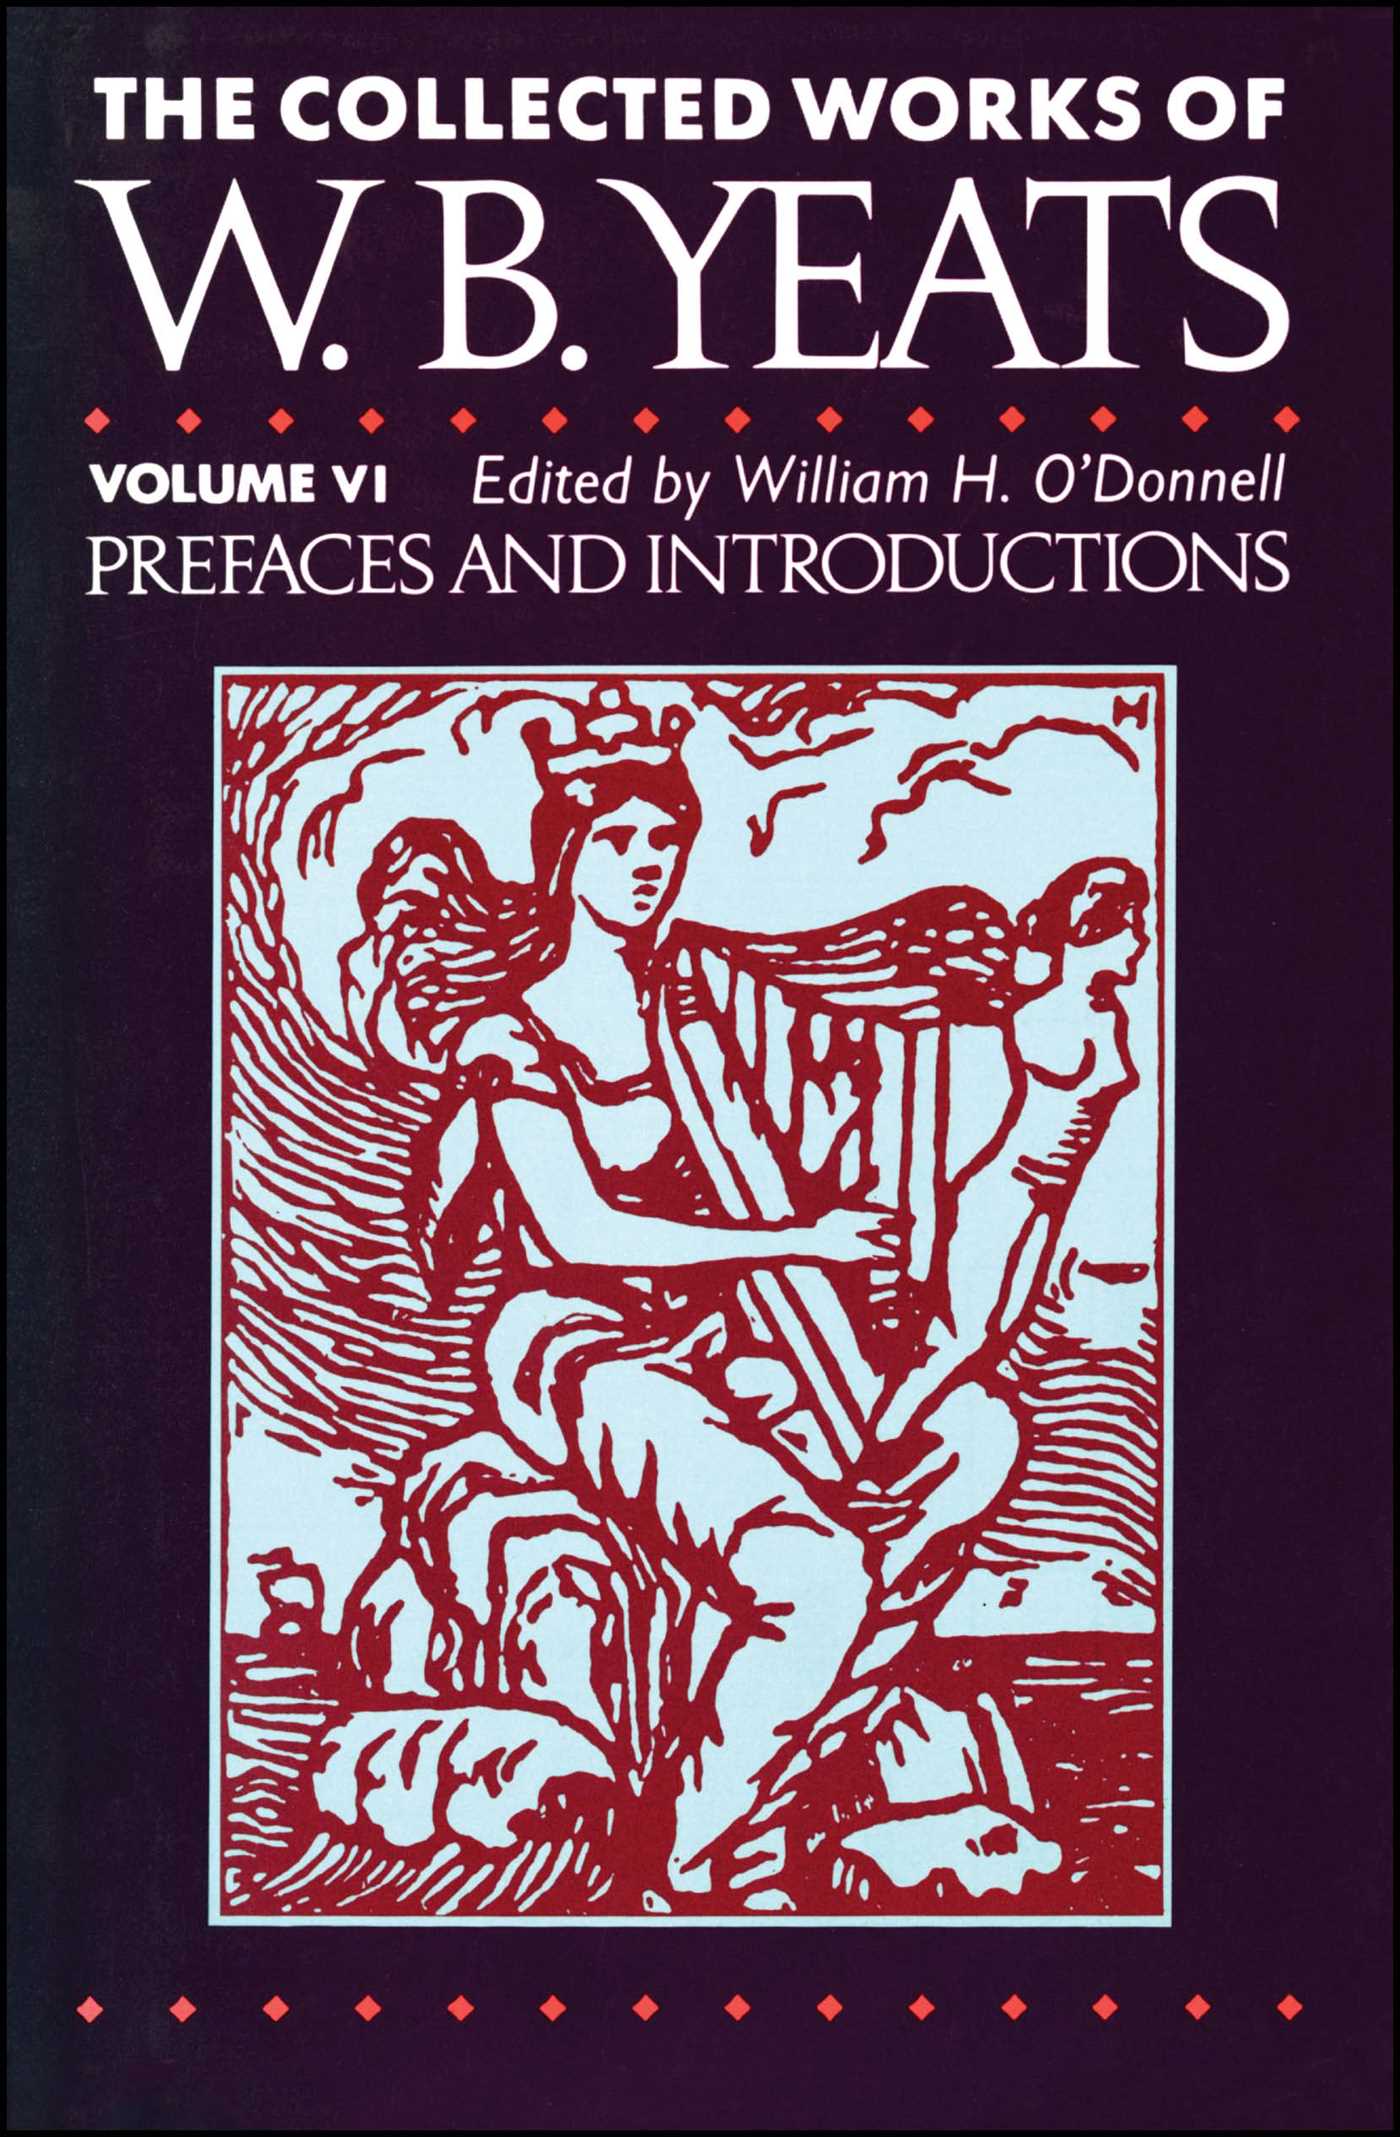 THE COLLECTED WORKS OF
W. B. YEATS
VOLUME VI Edited by William H. O'Donnell
PREFACES AND INTRODUCTIONS